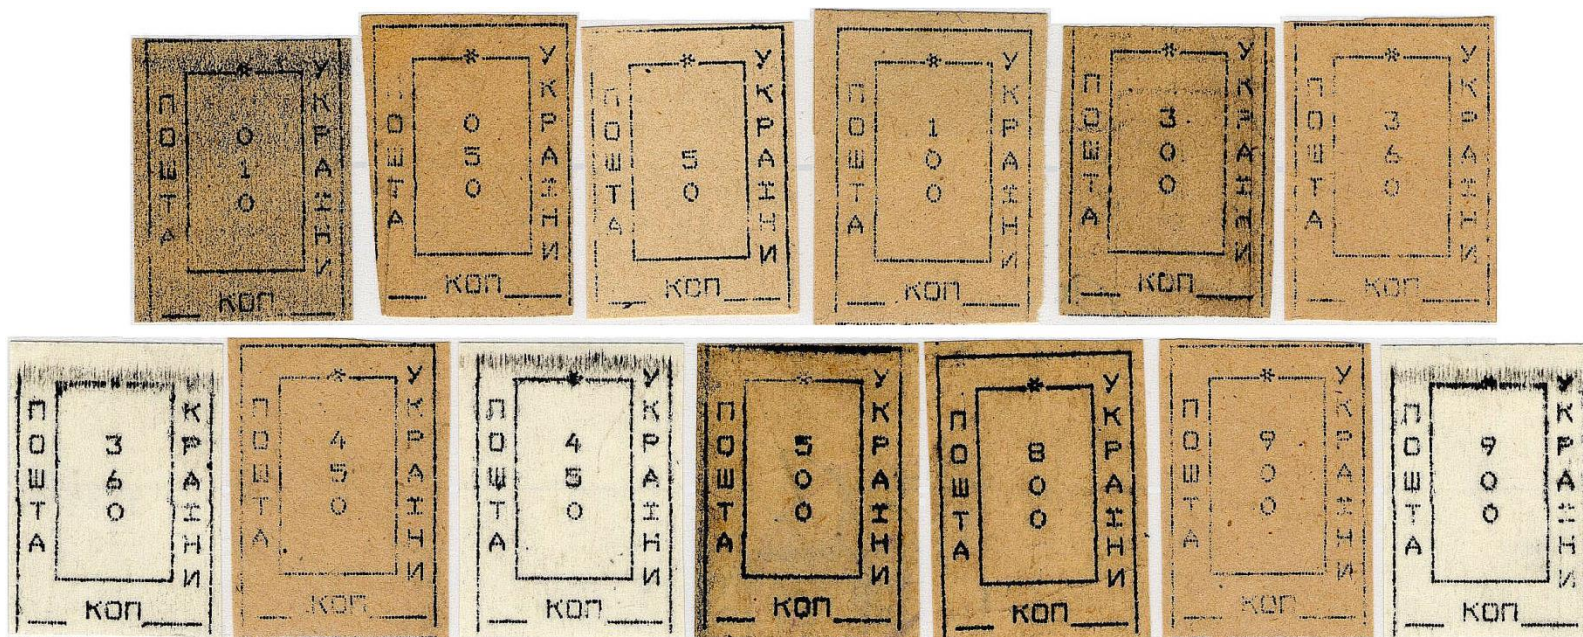 ПОШТА
010
УКРАЇНИ
КОП
ПОШТА
050
УКРАЇНИ
КОП
ПОШТА
50
УКРАЇНИ
КОП
ПОШТА
100
УКРАЇНИ
КОП
ПОШТА
300
УКРАЇНИ
КОП
ПОШТА
360
УКРАЇНИ
КОП
ПОШТА
360
УКРАЇНИ
КОП
ПОШТА
450
УКРАЇНИ
КОП
ПОШТА
450
УКРАЇНИ
КОП
ПОШТА
500
УКРАЇНИ
КОП
ПОШТА
800
УКРАЇНИ
КОП
ПОШТА
900
УКРАЇНИ
КОП
ПОШТА
900
УКРАЇНИ
КОП